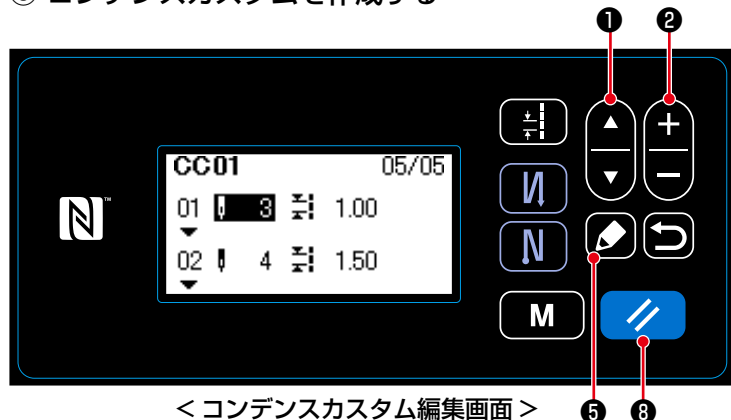 コンデンスカスタムを作成する
❶ ❷
CC01 05/05
01 3 1.00
02 4 1.50
N™
M
＜コンデンスカスタム編集画面＞
❺ ❽